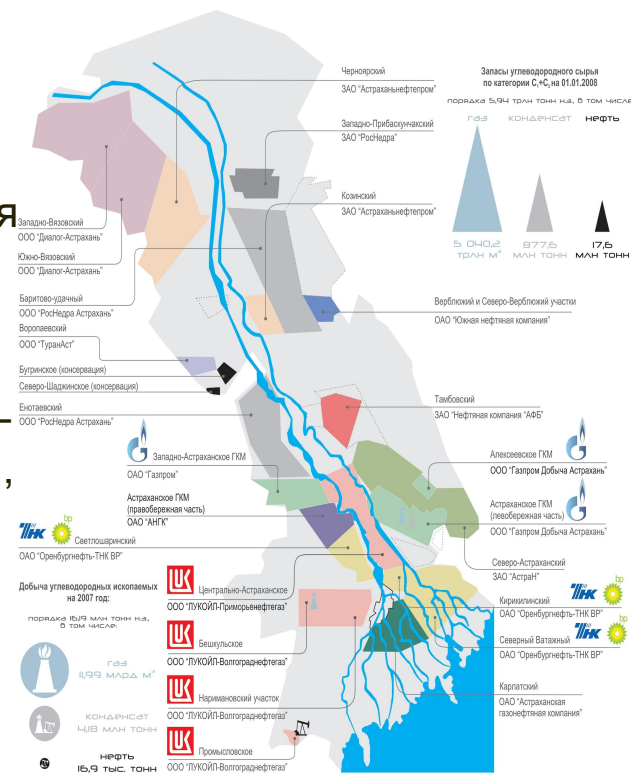 Черноярский
ЗАО "Астраханьнефтепром"
Западно-Прибаскунчакский
ЗАО "РосНедра"
Козинский
ЗАО "Астраханьнефтепром"
Запасы углеводородного сырья
по категории С₁+С₂ на 01.01.2008
порядка 5,94 трлн тонн н.э., в том числе
газ
конденсат
нефть
5 040,2
трлн м³
877,6
млн тонн
17,6
млн тонн
я
Западно-Вязовский
ООО "Диалог-Астрахань"
Южно-Вязовский
ООО "Диалог-Астрахань"
Баритово-удачный
ООО "РосНедра Астрахань"
Воропаевский
ООО "ТуранАст"
Бугринское (консервация)
Северо-Шаджинское (консервация)
Енотаевский
ООО "РосНедра Астрахань"
Верблюжий и Северо-Верблюжий участки
ОАО "Южная нефтяная компания"
Тамбовский
ЗАО "Нефтяная компания "АФБ"
–
,
Западно-Астраханское ГКМ
ОАО "Газпром"
Астраханское ГКМ
(правобережная часть)
ОАО "АНГК"
ТНК bp
Светлошаринский
ОАО "Оренбургнефть-ТНК ВР"
Алексеевское ГКМ
ООО "Газпром Добыча Астрахань"
Астраханское ГКМ
(левобережная часть)
ООО "Газпром Добыча Астрахань"
Северо-Астраханский
ЗАО "АстраН"
Кирикилинский
ОАО "Оренбургнефть-ТНК ВР"
ТНК bp
Северный Ватажный
ОАО "Оренбургнефть-ТНК ВР"
ТНК bp
Карпатский
ОАО "Астраханская
газонефтяная компания"
Добыча углеводородных ископаемых
на 2007 год:
порядка 16,19 млн тонн н.э.,
в том числе:
газ
11,99 млрд м³
конденсат
4,18 млн тонн
нефть
16,9 тыс. тонн
ЛУК
Центрально-Астраханское
ООО "ЛУКОЙЛ-Приморьенефтегаз"
ЛУК
Бешкульское
ООО "ЛУКОЙЛ-Волгограднефтегаз"
ЛУК
Наримановский участок
ООО "ЛУКОЙЛ-Волгограднефтегаз"
ЛУК
Промысловское
ООО "ЛУКОЙЛ-Волгограднефтегаз"